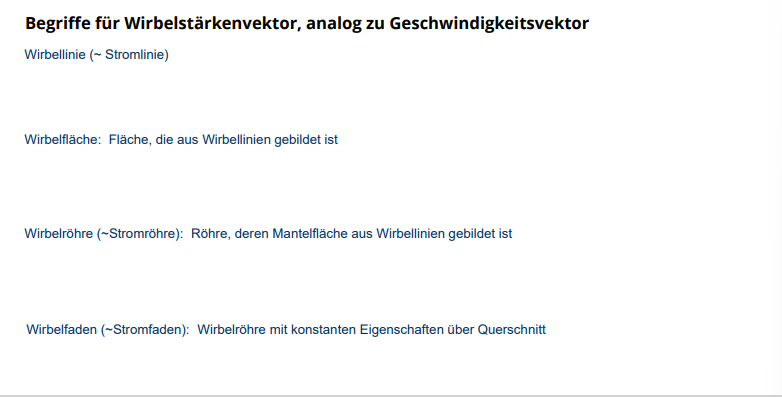 Begriffe für Wirbelstärkenvektor, analog zu Geschwindigkeitsvektor
Wirbellinie (~ Stromlinie)
Wirbelfläche:  Fläche, die aus Wirbellinien gebildet ist
Wirbelröhre (~Stromröhre):  Röhre, deren Mantelfläche aus Wirbellinien gebildet ist
Wirbelfaden (~Stromfaden):  Wirbelröhre mit konstanten Eigenschaften über Querschnitt